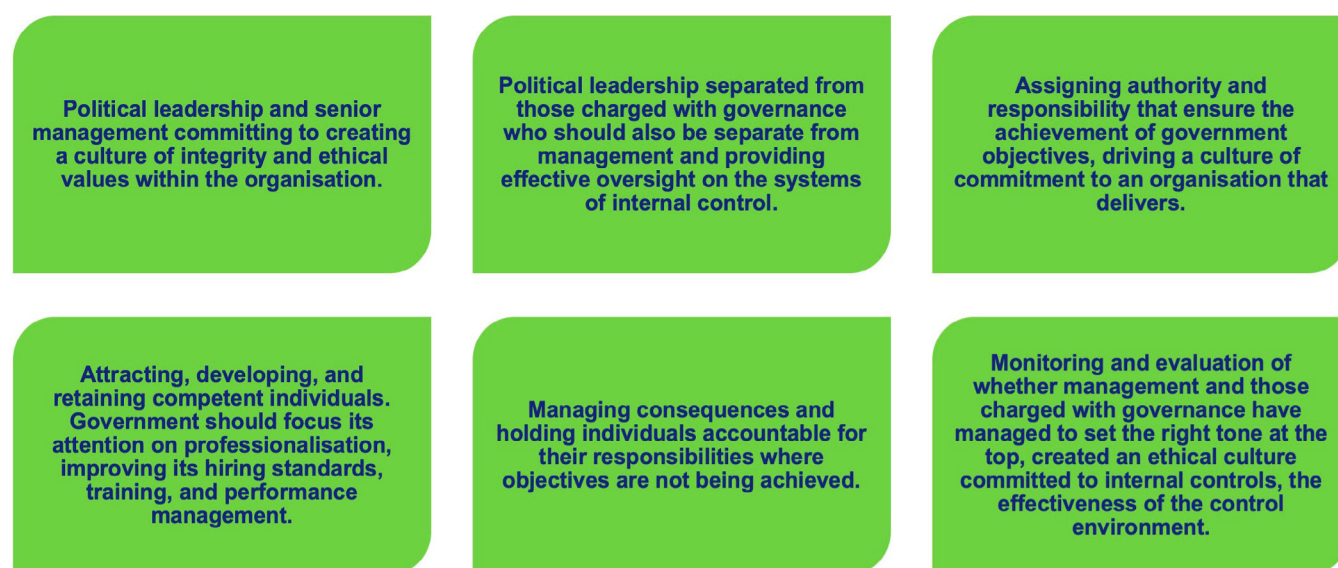 Political leadership and senior
management committing to creating
a culture of integrity and ethical
values within the organisation.
Political leadership separated from
those charged with governance
who should also be separate from
management and providing
effective oversight on the systems
of internal control.
Assigning authority and
responsibility that ensure the
achievement of government
objectives, driving a culture of
commitment to an organisation that
delivers.
Attracting, developing, and
retaining competent individuals.
Government should focus its
attention on professionalisation,
improving its hiring standards,
training, and performance
management.
Managing consequences and
holding individuals accountable for
their responsibilities where
objectives are not being achieved.
Monitoring and evaluation of
whether management and those
charged with governance have
managed to set the right tone at the
top, created an ethical culture
committed to internal controls, the
effectiveness of the control
environment.